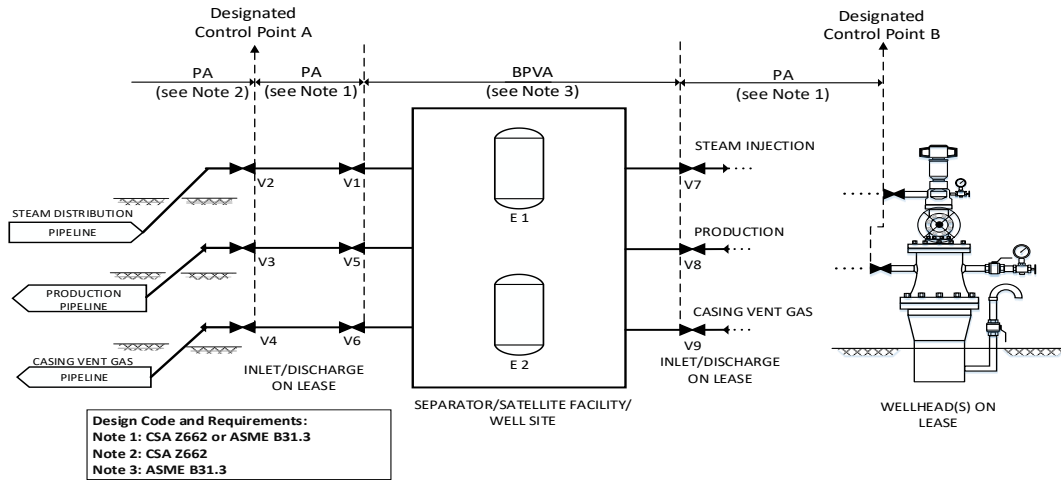 Designated
Control Point A
Designated
Control Point B
PA
(see Note 2)
PA
(see Note 1)
BPVA
(see Note 3)
PA
(see Note 1)
STEAM INJECTION
V2
V1
E 1
V7
STEAM DISTRIBUTION
PIPELINE
PRODUCTION
V3
V5
V8
PRODUCTION
PIPELINE
CASING VENT GAS
V4
V6
V9
CASING VENT GAS
PIPELINE
E 2
INLET/DISCHARGE
ON LEASE
INLET/DISCHARGE
ON LEASE
SEPARATOR/SATELLITE FACILITY/
WELL SITE
WELLHEAD(S) ON
LEASE
Design Code and Requirements:
Note 1: CSA Z662 or ASME B31.3
Note 2: CSA Z662
Note 3: ASME B31.3